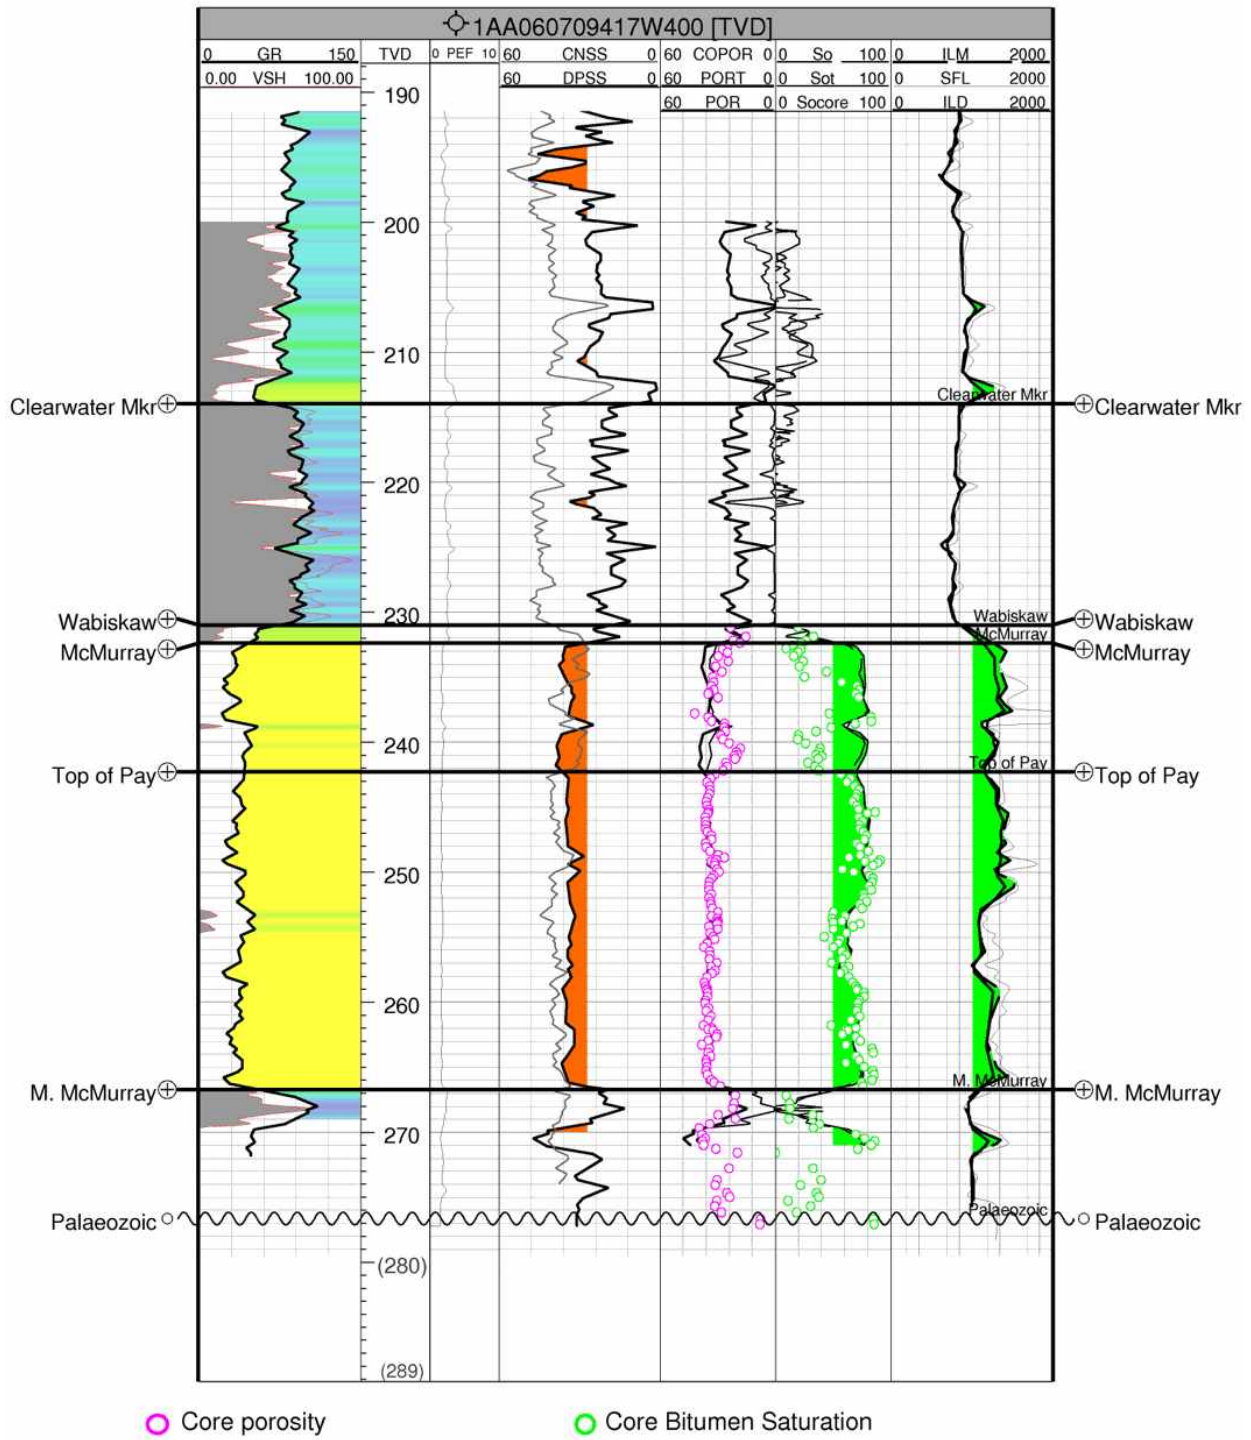 1AA060709417W400 [TVD]
0 GR 150 TVD 0 PEF 10 60 CNSS 0 60 COPOR 0 0 So 100 0 ILM 2000
0.00 VSH 100.00 60 DPSS 0 60 PORT 0 0 Sot 100 0 SFL 2000
60 POR 0 0 Socore 100 0 ILD 2000
190
200
210
Clearwater Mkr Clearwater Mkr Clearwater Mkr
220
230
Wabiskaw Wabiskaw Wabiskaw
McMurray McMurray McMurray
240
Top of Pay Top of Pay Top of Pay
250
260
M. McMurray M. McMurray M. McMurray
270
Palaeozoic Palaeozoic Palaeozoic
(280)
(289)
Core porosity Core Bitumen Saturation